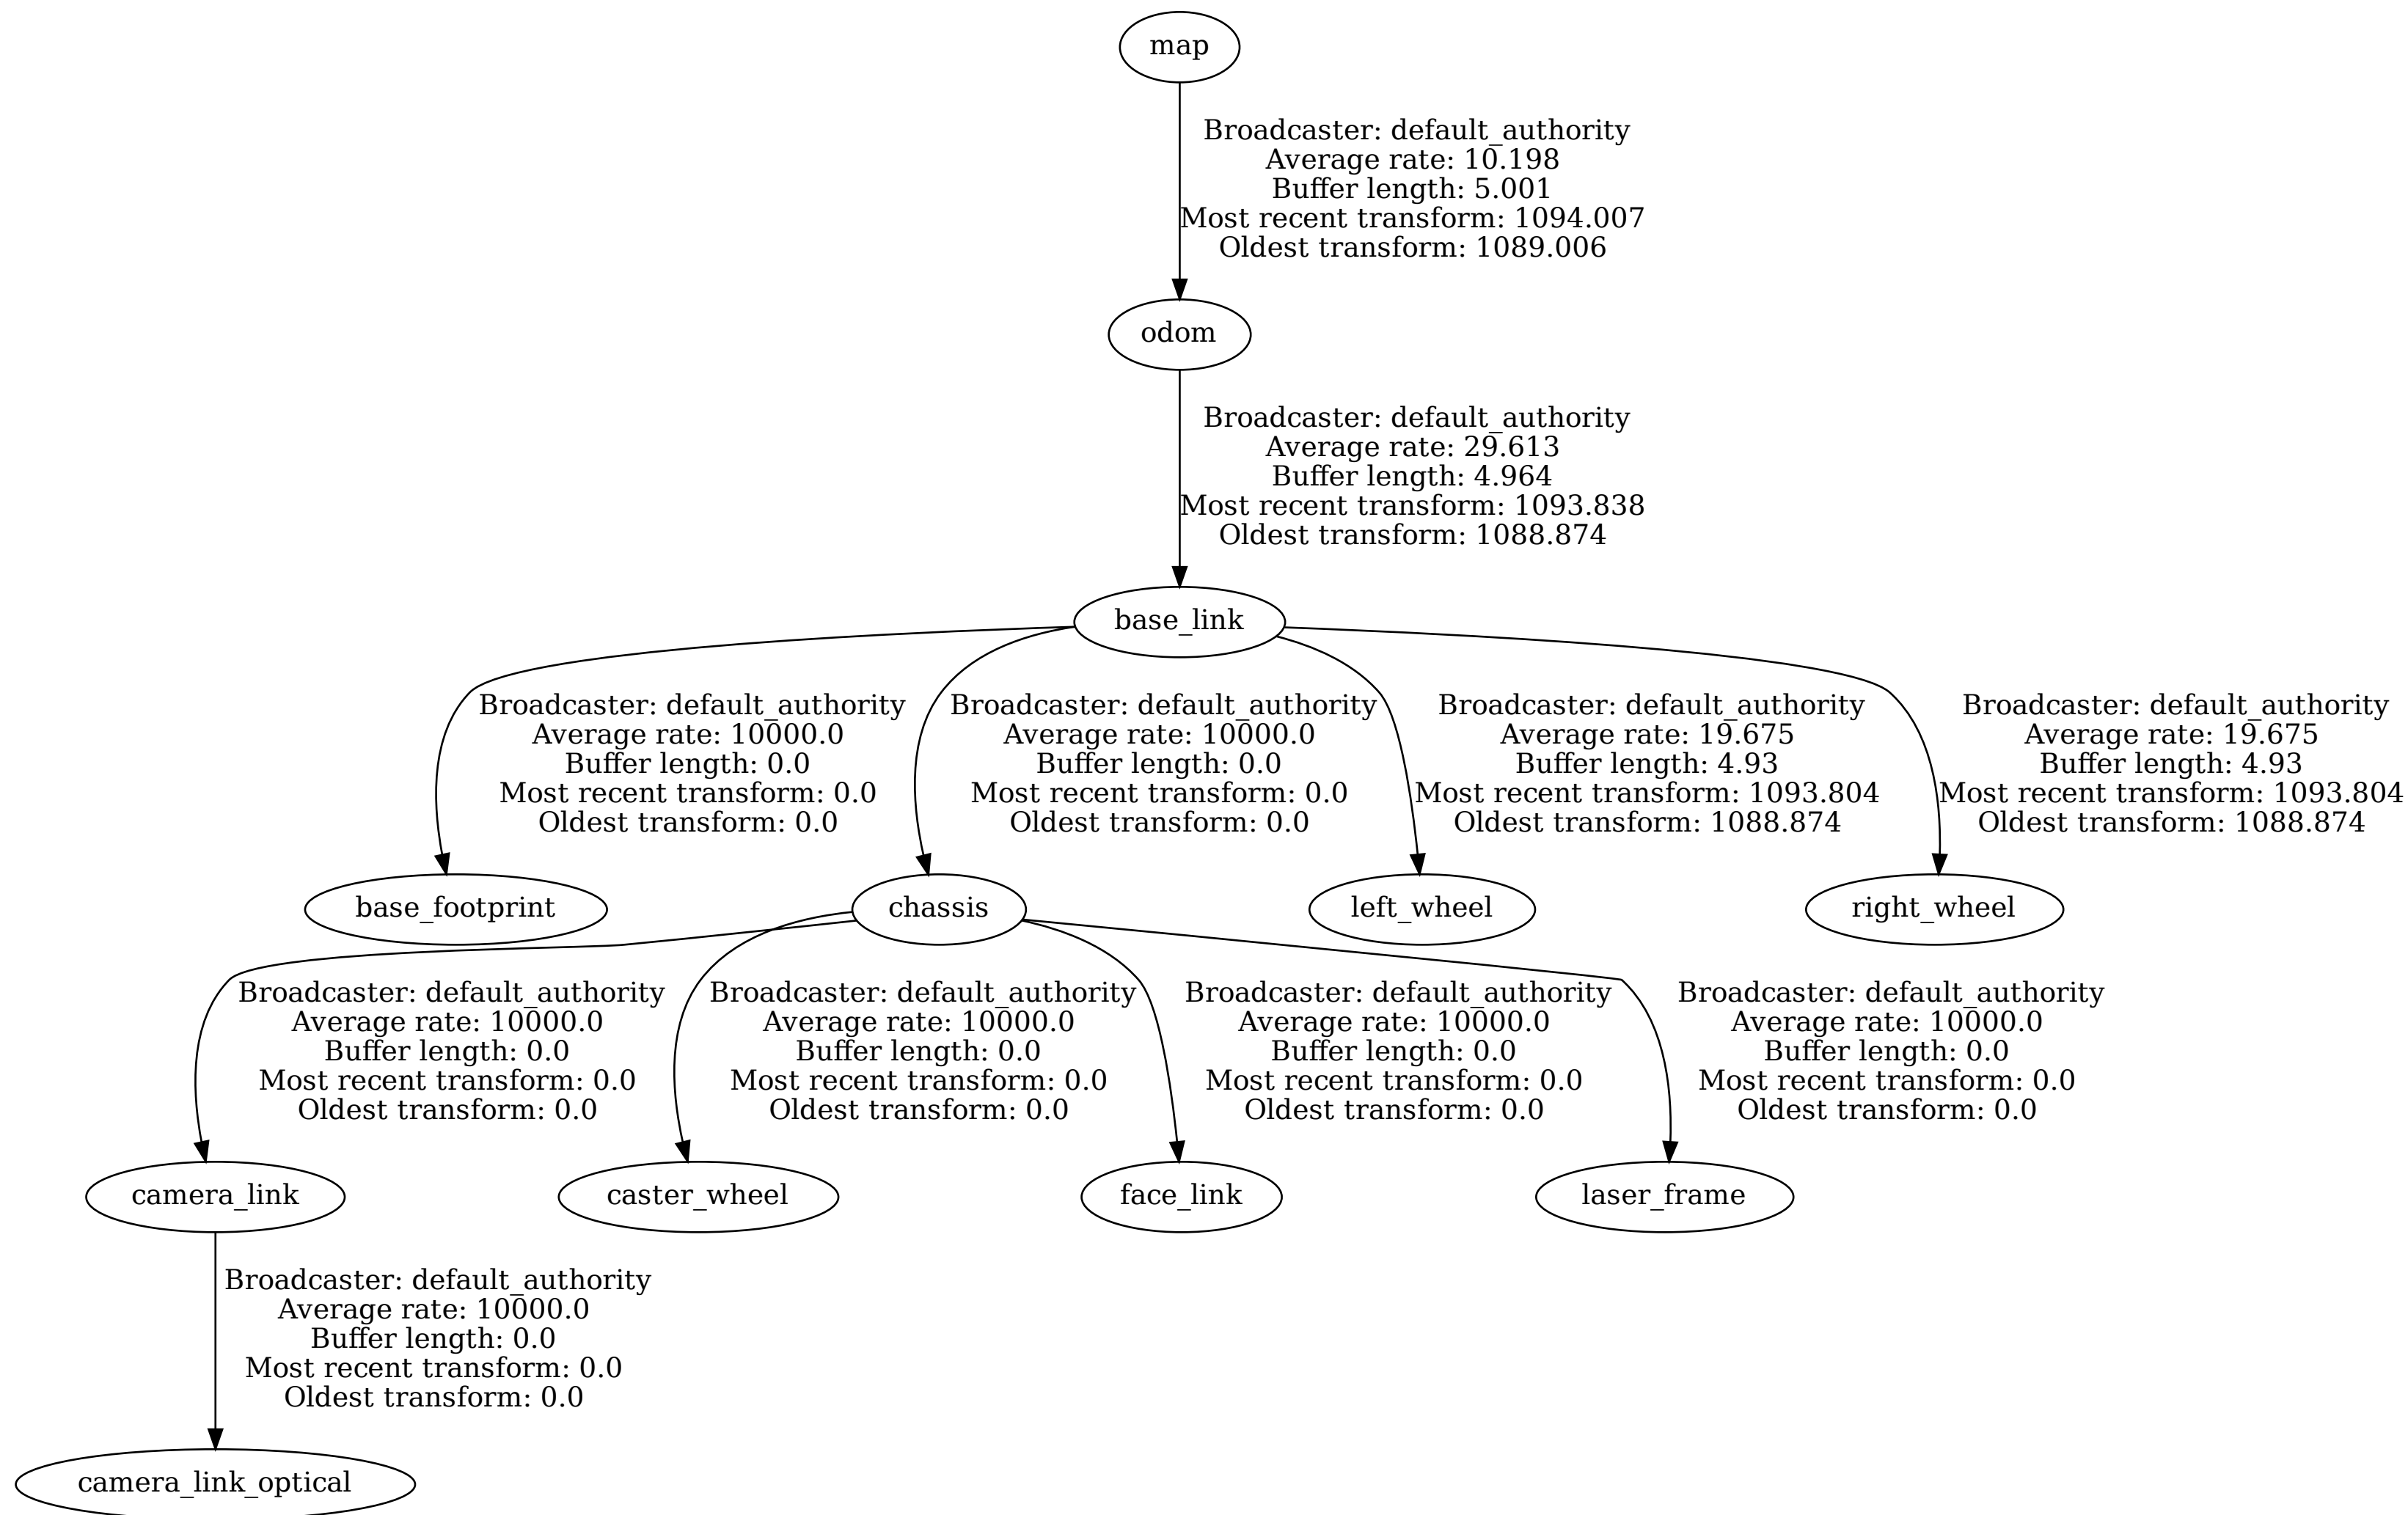 map
Broadcaster: default_authority
Average rate: 10.198
Buffer length: 5.001
Most recent transform: 1094.007
Oldest transform: 1089.006
odom
Broadcaster: default_authority
Average rate: 29.613
Buffer length: 4.964
Most recent transform: 1093.838
Oldest transform: 1088.874
base_link
Broadcaster: default_authority
Average rate: 10000.0
Buffer length: 0.0
Most recent transform: 0.0
Oldest transform: 0.0
Broadcaster: default_authority
Average rate: 10000.0
Buffer length: 0.0
Most recent transform: 0.0
Oldest transform: 0.0
Broadcaster: default_authority
Average rate: 19.675
Buffer length: 4.93
Most recent transform: 1093.804
Oldest transform: 1088.874
Broadcaster: default_authority
Average rate: 19.675
Buffer length: 4.93
Most recent transform: 1093.804
Oldest transform: 1088.874
base_footprint
chassis
left_wheel
right_wheel
Broadcaster: default_authority
Average rate: 10000.0
Buffer length: 0.0
Most recent transform: 0.0
Oldest transform: 0.0
Broadcaster: default_authority
Average rate: 10000.0
Buffer length: 0.0
Most recent transform: 0.0
Oldest transform: 0.0
Broadcaster: default_authority
Average rate: 10000.0
Buffer length: 0.0
Most recent transform: 0.0
Oldest transform: 0.0
Broadcaster: default_authority
Average rate: 10000.0
Buffer length: 0.0
Most recent transform: 0.0
Oldest transform: 0.0
camera_link
caster_wheel
face_link
laser_frame
Broadcaster: default_authority
Average rate: 10000.0
Buffer length: 0.0
Most recent transform: 0.0
Oldest transform: 0.0
camera_link_optical